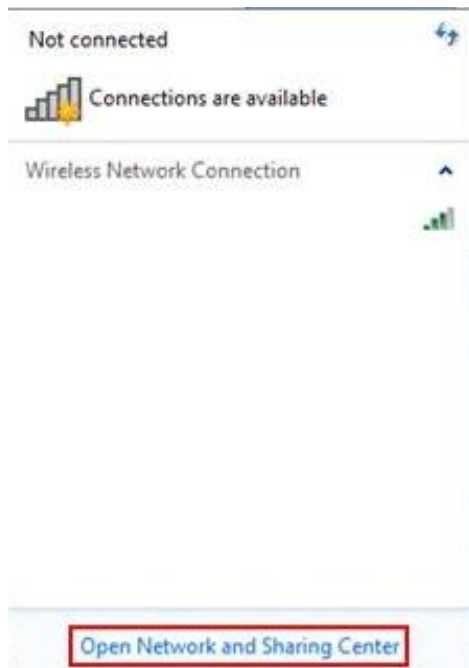 Not connected
Connections are available
Wireless Network Connection
Open Network and Sharing Center